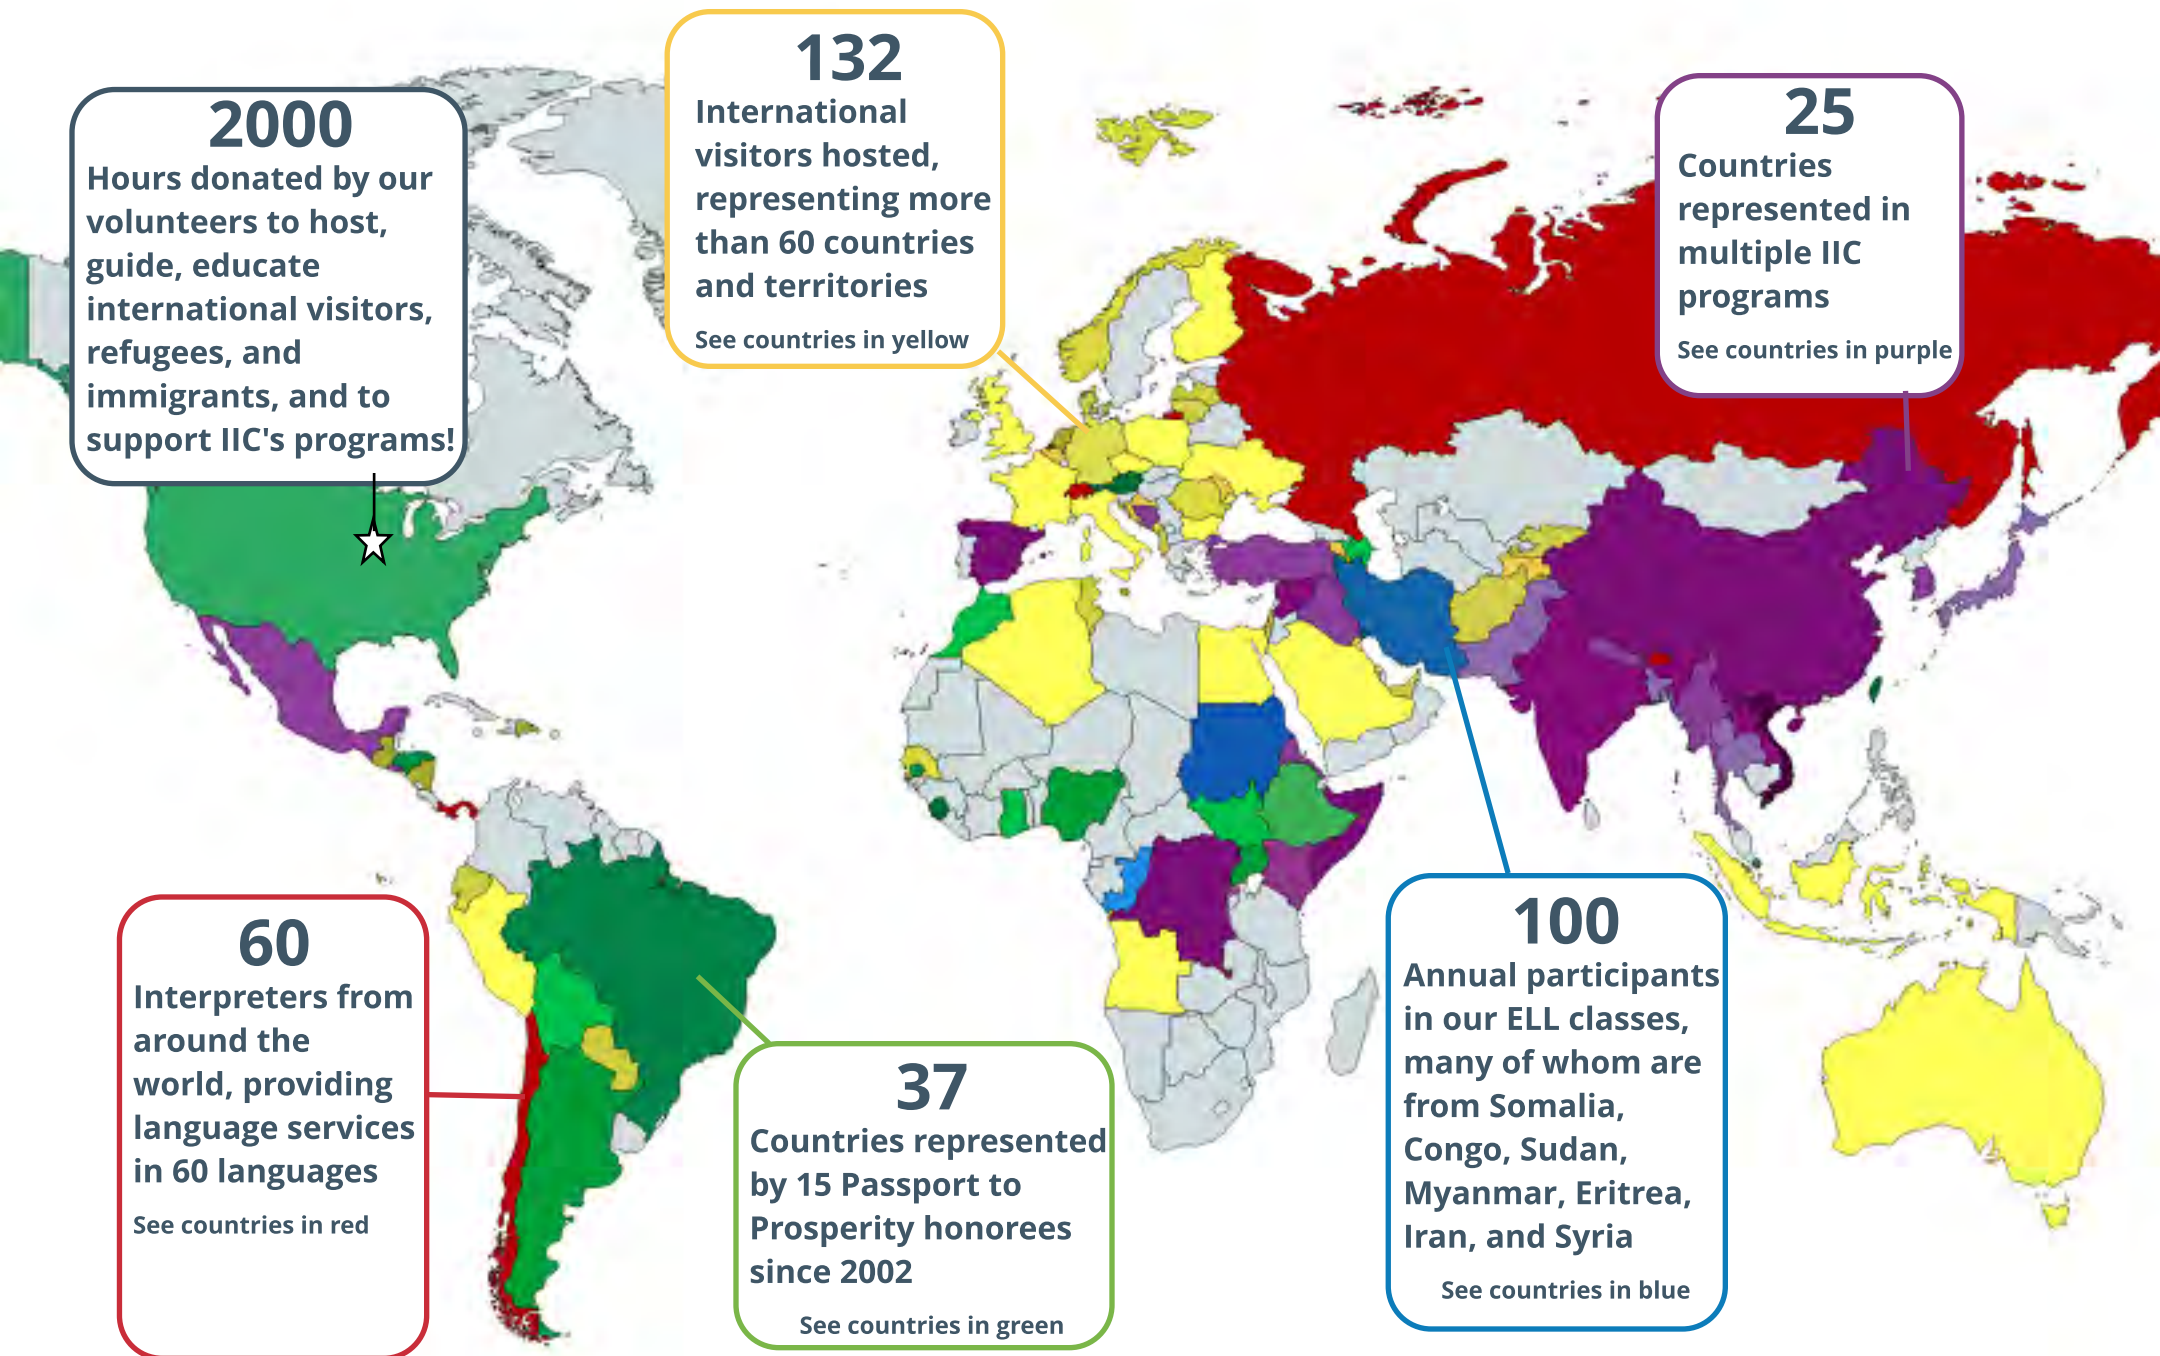 2000
Hours donated by our
volunteers to host,
guide, educate
international visitors,
refugees, and
immigrants, and to
support IIC's programs!
132
International
visitors hosted,
representing more
than 60 countries
and territories
See countries in yellow
25
Countries
represented in
multiple IIC
programs
See countries in purple
60
Interpreters from
around the
world, providing
language services
in 60 languages
See countries in red
37
Countries represented
by 15 Passport to
Prosperity honorees
since 2002
See countries in green
100
Annual participants
in our ELL classes,
many of whom are
from Somalia,
Congo, Sudan,
Myanmar, Eritrea,
Iran, and Syria
See countries in blue